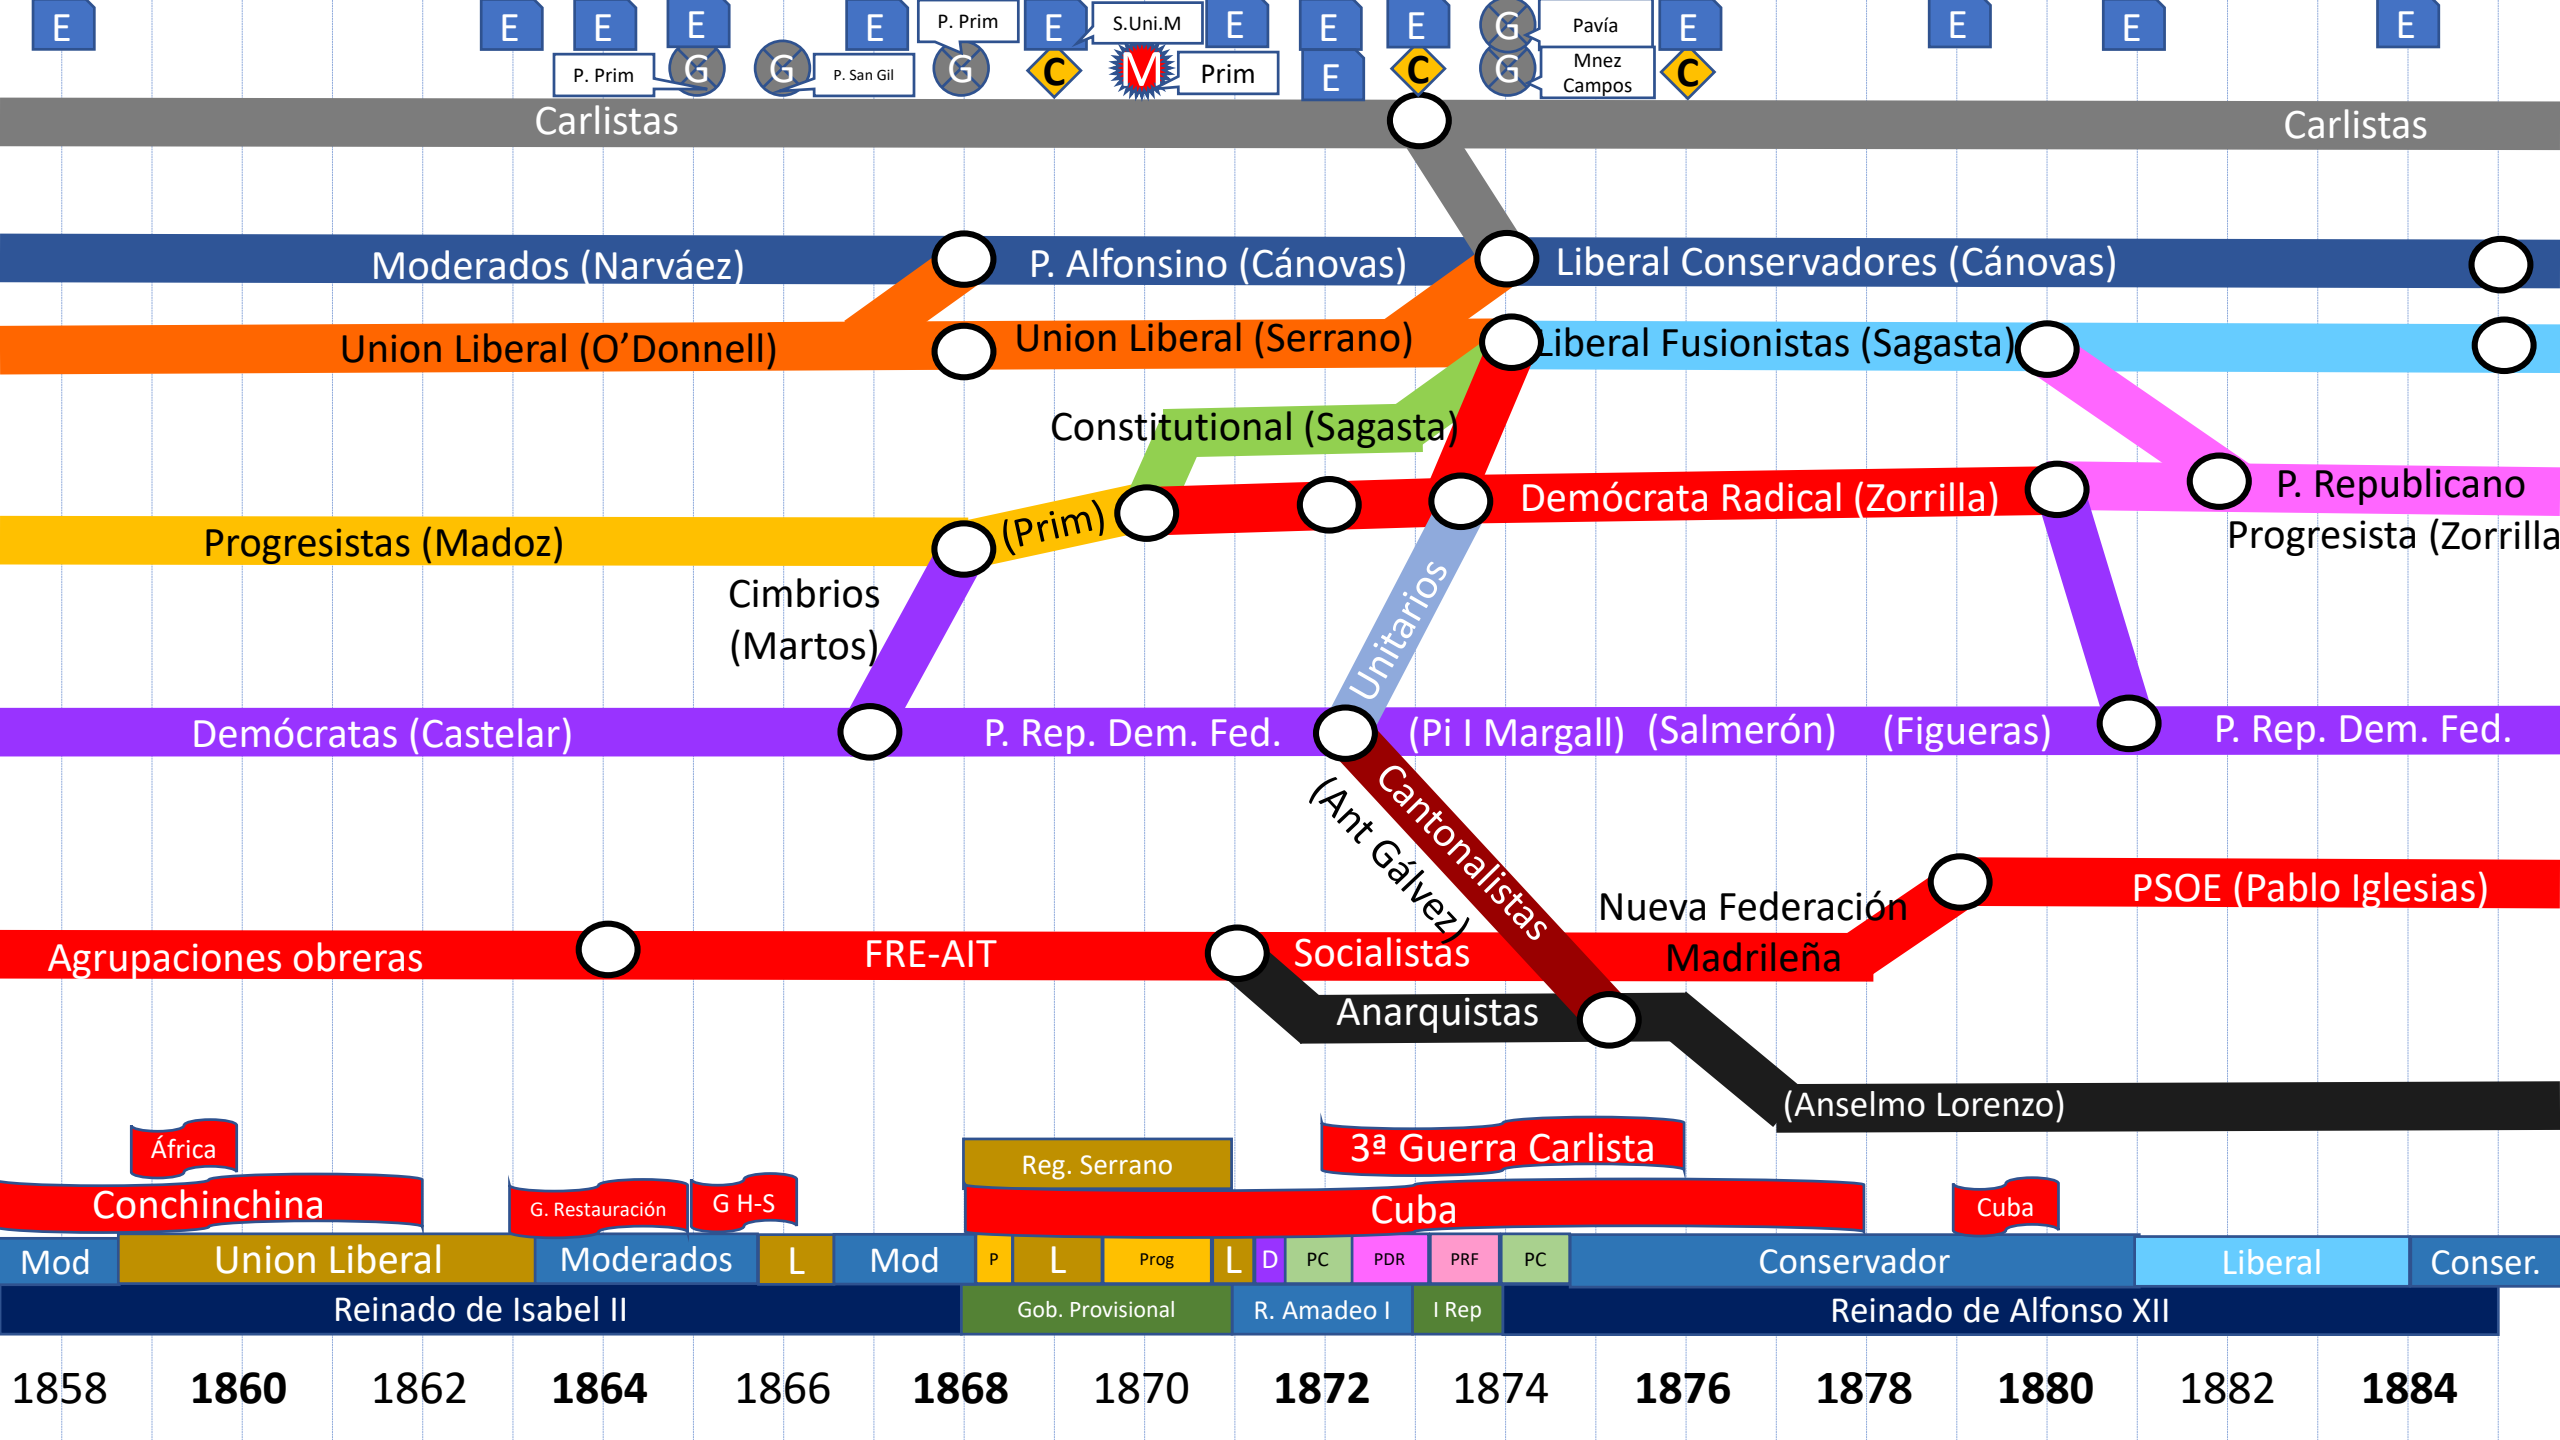 E E E E E E E E E E E E E
P. Prim
S.Uni.M
G Pavía
P. Prim
G
G
P. San Gil
G
C
M
Prim
E
C
G
Mnez
Campos
C
Carlistas
Carlistas
Moderados (Narváez)
P. Alfonsino (Cánovas)
Liberal Conservadores (Cánovas)
Union Liberal (O’Donnell)
Union Liberal (Serrano)
Liberal Fusionistas (Sagasta)
Constitutional (Sagasta)
Progresistas (Madoz)
(Prim)
Demócrata Radical (Zorrilla)
P. Republicano
Progresista (Zorrilla
Cimbrios
(Martos)
Unitarios
Demócratas (Castelar)
P. Rep. Dem. Fed.
(Pi I Margall)
(Salmerón)
(Figueras)
P. Rep. Dem. Fed.
Cantonalistas
(Ant Gálvez)
Agrupaciones obreras
FRE-AIT
Socialistas
Nueva Federación
Madrileña
PSOE (Pablo Iglesias)
Anarquistas
(Anselmo Lorenzo)
África
Reg. Serrano
3ª Guerra Carlista
Conchinchina
G. Restauración
G H-S
Cuba
Cuba
Mod
Union Liberal
Moderados
L
Mod
P
L
Prog
L
D
PC
PDR
PRF
PC
Conservador
Liberal
Conser.
Reinado de Isabel II
Gob. Provisional
R. Amadeo I
I Rep
Reinado de Alfonso XII
1858 1860 1862 1864 1866 1868 1870 1872 1874 1876 1878 1880 1882 1884